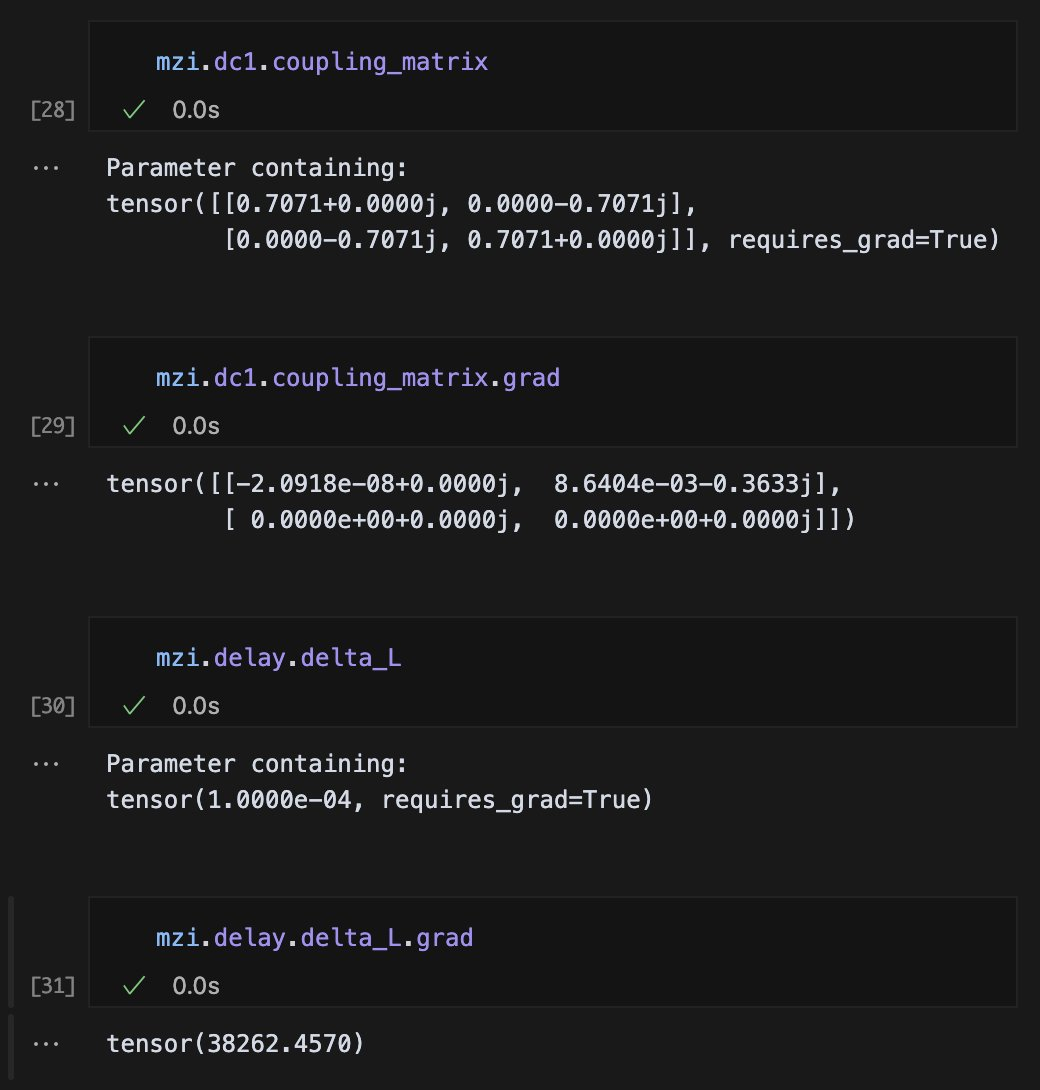 mzi.dc1.coupling_matrix
[28] ✓ 0.0s
... Parameter containing:
tensor([[0.7071+0.0000j, 0.0000-0.7071j],
        [0.0000-0.7071j, 0.7071+0.0000j]], requires_grad=True)
mzi.dc1.coupling_matrix.grad
[29] ✓ 0.0s
... tensor([[-2.0918e-08+0.0000j,  8.6404e-03-0.3633j],
        [ 0.0000e+00+0.0000j,  0.0000e+00+0.0000j]])
mzi.delay.delta_L
[30] ✓ 0.0s
... Parameter containing:
tensor(1.0000e-04, requires_grad=True)
mzi.delay.delta_L.grad
[31] ✓ 0.0s
... tensor(38262.4570)